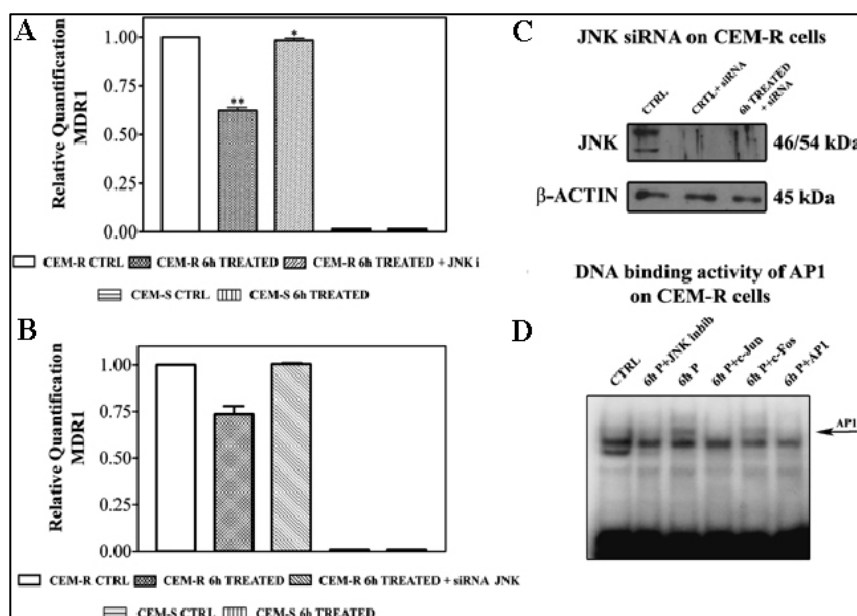 A
1.00
0.75
0.50
0.25
0.00
Relative Quantification
MDR1
**
*
CEM-R CTRL CEM-R 6h TREATED CEM-R 6h TREATED + JNK i
CEM-S CTRL CEM-S 6h TREATED
B
1.00
0.75
0.50
0.25
0.00
Relative Quantification
MDR1
CEM-R CTRL CEM-R 6h TREATED CEM-R 6h TREATED + siRNA JNK
CEM-S CTRL CEM-S 6h TREATED
C
JNK siRNA on CEM-R cells
CTRL
CRTL + siRNA
6h TREATED
+ siRNA
JNK
46/54 kDa
β-ACTIN
45 kDa
DNA binding activity of AP1
on CEM-R cells
D
CTRL
6h P+JNK inhib
6h P
6h P+c-Jun
6h P+c-Fos
6h P+AP1
AP1